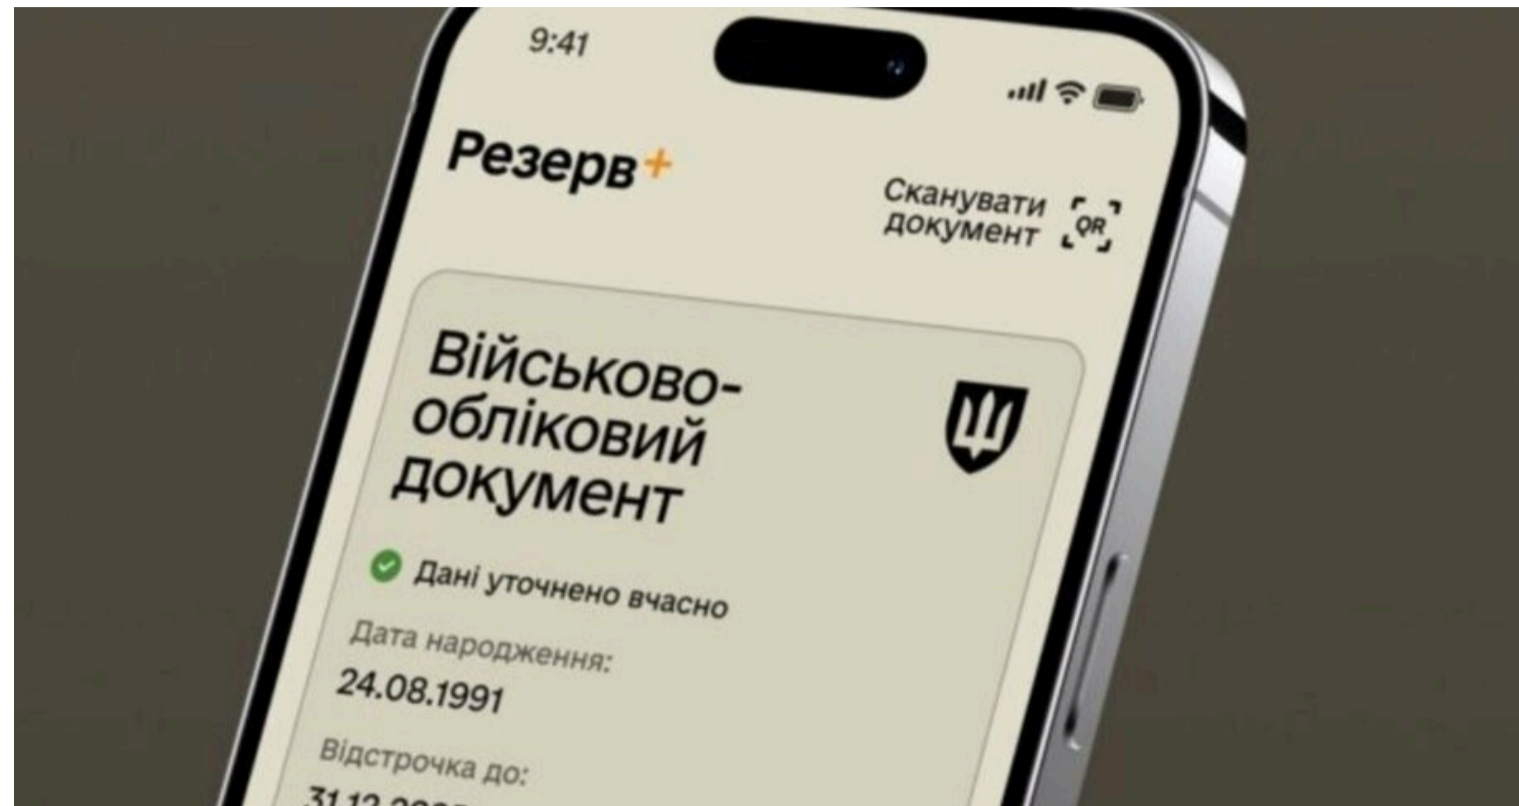 9:41
Резерв+
Сканувати
документ
QR
Військово-
обліковий
документ
Дані уточнено вчасно
Дата народження:
24.08.1991
Відстрочка до: